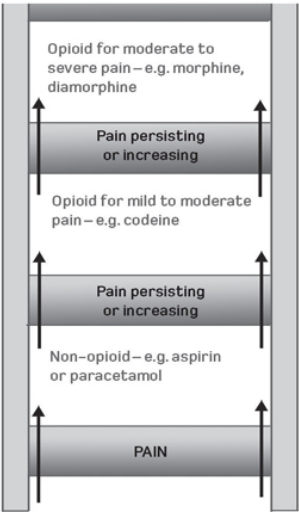 Opioid for moderate to
severe pain – e.g. morphine,
diamorphine
Pain persisting
or increasing
Opioid for mild to moderate
pain – e.g. codeine
Pain persisting
or increasing
Non-opioid – e.g. aspirin
or paracetamol
PAIN